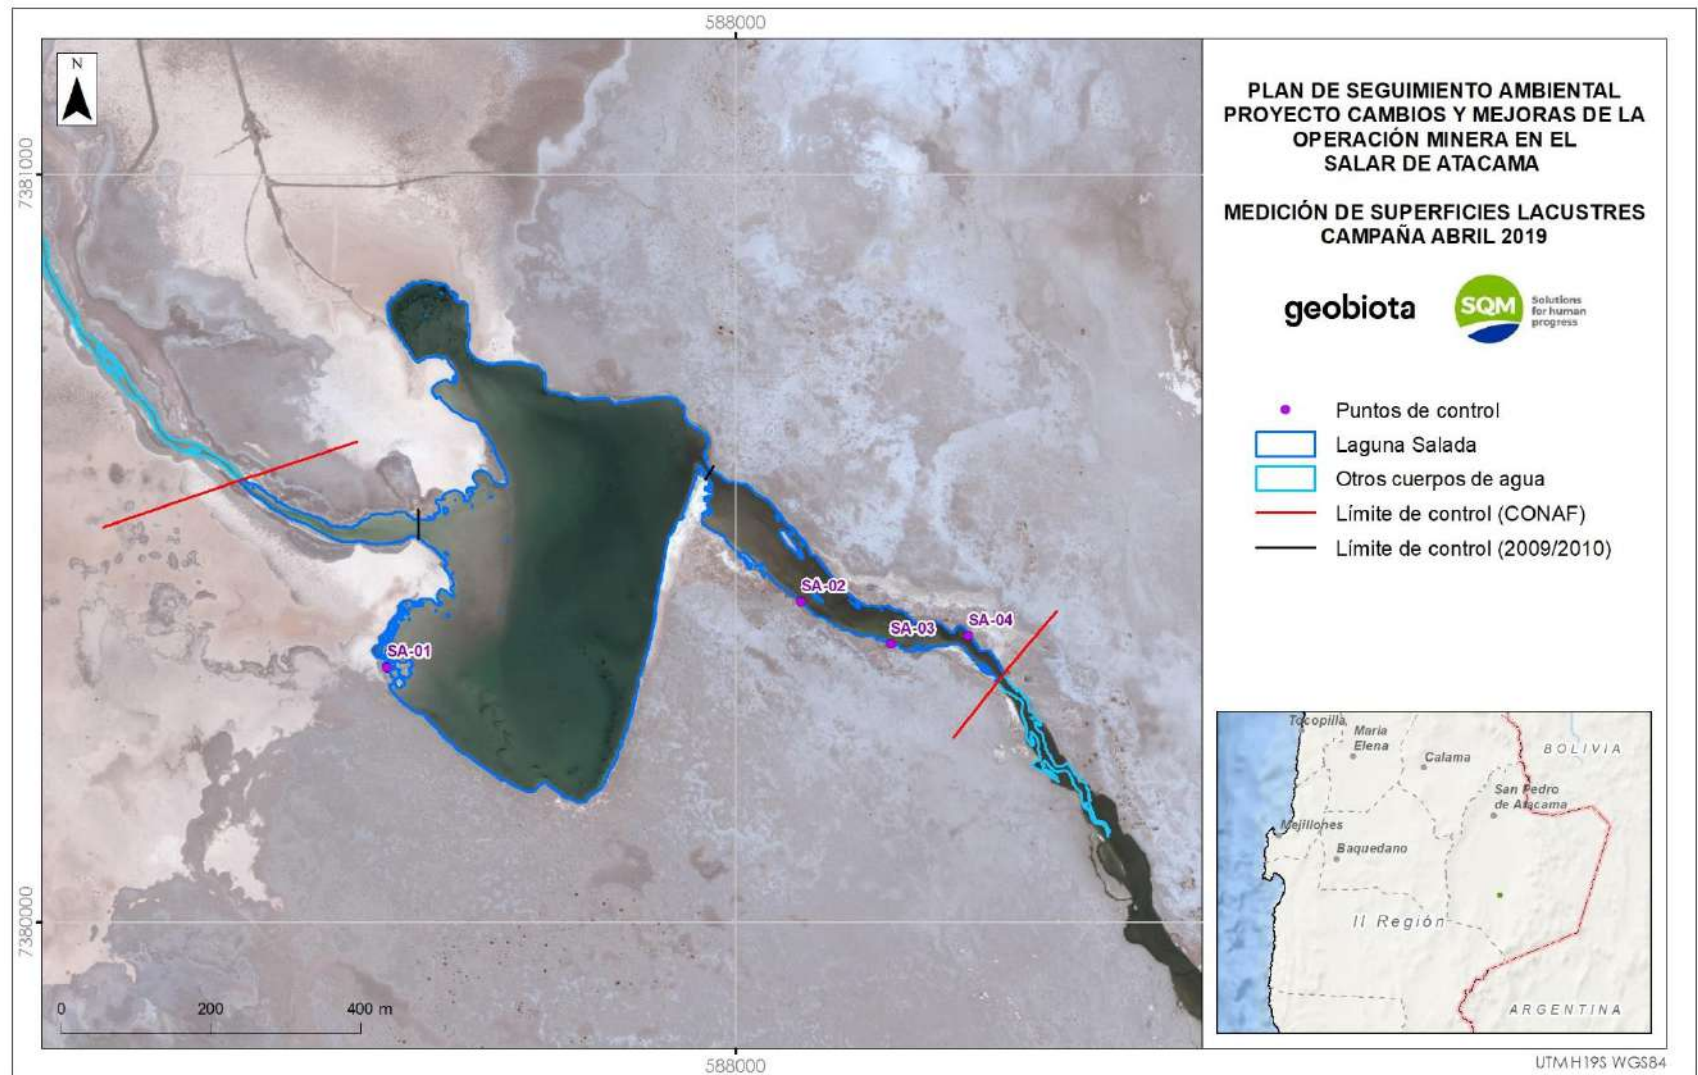 588000
N
7381000
7380000
SA-01
SA-02
SA-03
SA-04
0 200 400 m
588000
PLAN DE SEGUIMIENTO AMBIENTAL
PROYECTO CAMBIOS Y MEJORAS DE LA
OPERACIÓN MINERA EN EL
SALAR DE ATACAMA
MEDICIÓN DE SUPERFICIES LACUSTRES
CAMPAÑA ABRIL 2019
geobiota
SQM
Solutions
for human
progress
Puntos de control
Laguna Salada
Otros cuerpos de agua
Límite de control (CONAF)
Límite de control (2009/2010)
Tocopilla
Maria
Elena
Calama
BOLIVIA
San Pedro
de Atacama
Mejillones
Baquedano
II Región
ARGENTINA
UTM H19S WGS84